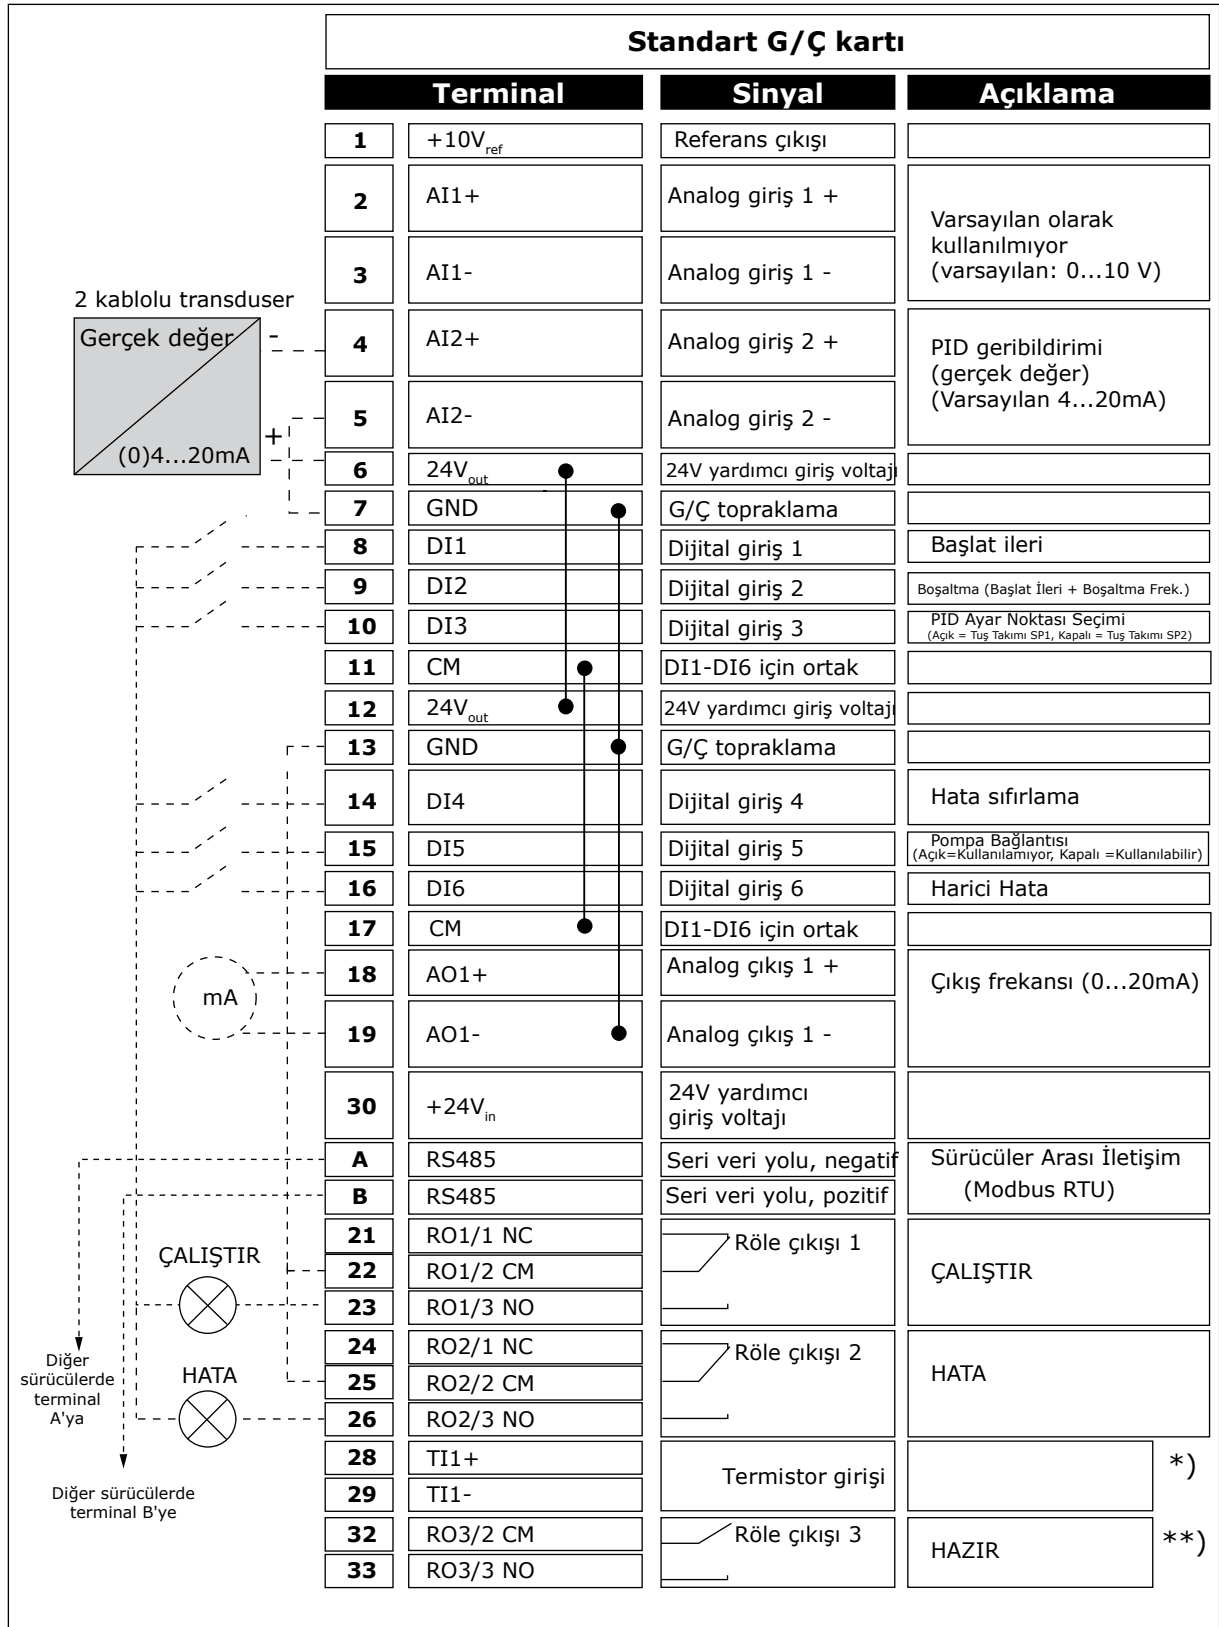 Standart G/Ç kartı
Terminal Sinyal Açıklama
1 +10Vref Referans çıkışı
2 AI1+ Analog giriş 1 +
Varsayılan olarak
kullanılmıyor
(varsayılan: 0...10 V)
3 AI1- Analog giriş 1 -
2 kablolu transduser
Gerçek değer
-
(0)4...20mA
+
4 AI2+ Analog giriş 2 +
PID geribildirimi
(gerçek değer)
(Varsayılan 4...20mA)
5 AI2- Analog giriş 2 -
6 24Vout 24V yardımcı giriş voltajı
7 GND G/Ç topraklama
8 DI1 Dijital giriş 1 Başlat ileri
9 DI2 Dijital giriş 2 Boşaltma (Başlat İleri + Boşaltma Frek.)
10 DI3 Dijital giriş 3 PID Ayar Noktası Seçimi
(Açık = Tuş Takımı SP1, Kapalı = Tuş Takımı SP2)
11 CM DI1-DI6 için ortak
12 24Vout 24V yardımcı giriş voltajı
13 GND G/Ç topraklama
14 DI4 Dijital giriş 4 Hata sıfırlama
15 DI5 Dijital giriş 5 Pompa Bağlantısı
(Açık=Kullanılamıyor, Kapalı =Kullanılabilir)
16 DI6 Dijital giriş 6 Harici Hata
17 CM DI1-DI6 için ortak
mA
18 AO1+ Analog çıkış 1 + Çıkış frekansı (0...20mA)
19 AO1- Analog çıkış 1 -
30 +24Vin 24V yardımcı
giriş voltajı
A RS485 Seri veri yolu, negatif Sürücüler Arası İletişim
(Modbus RTU)
B RS485 Seri veri yolu, pozitif
21 RO1/1 NC Röle çıkışı 1
ÇALIŞTIR
22 RO1/2 CM ÇALIŞTIR
23 RO1/3 NO
24 RO2/1 NC Röle çıkışı 2
Diğer
sürücülerde
terminal
A'ya
HATA
25 RO2/2 CM HATA
26 RO2/3 NO
28 TI1+ Termistor girişi *)
29 TI1-
Diğer sürücülerde
terminal B'ye
32 RO3/2 CM Röle çıkışı 3 HAZIR **)
33 RO3/3 NO